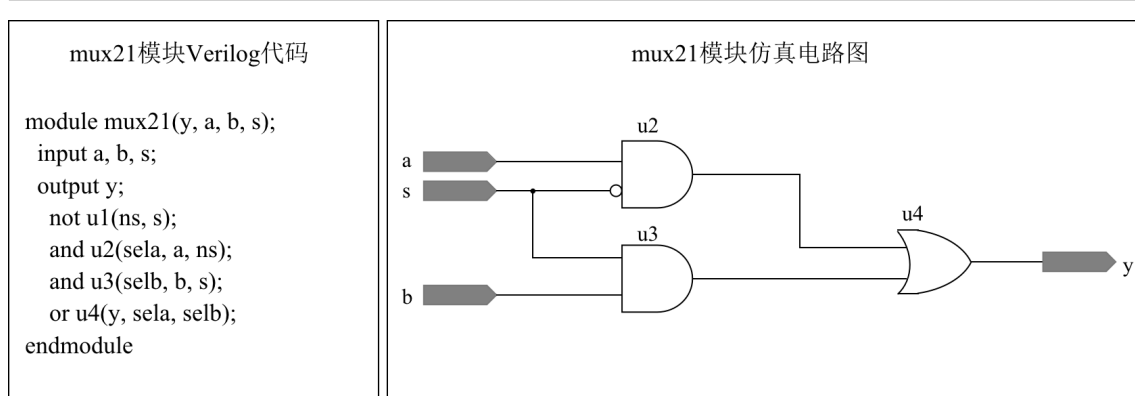 mux21模块Verilog代码
module mux21(y, a, b, s);
input a, b, s;
output y;
not u1(ns, s);
and u2(sela, a, ns);
and u3(selb, b, s);
or u4(y, sela, selb);
endmodule
mux21模块仿真电路图
u2
a
s
u4
u3
y
b